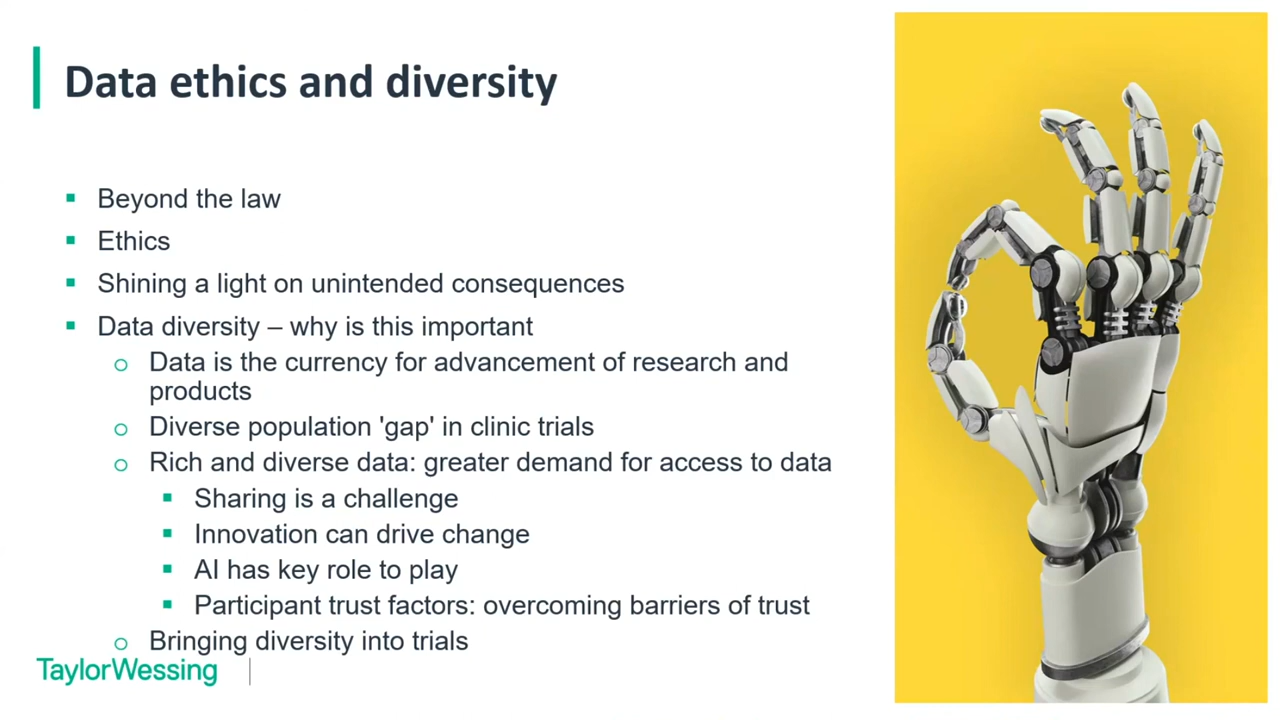 Data ethics and diversity
Beyond the law
Ethics
Shining a light on unintended consequences
Data diversity – why is this important
Data is the currency for advancement of research and
products
Diverse population 'gap' in clinic trials
Rich and diverse data: greater demand for access to data
Sharing is a challenge
Innovation can drive change
AI has key role to play
Participant trust factors: overcoming barriers of trust
Bringing diversity into trials
TaylorWessing